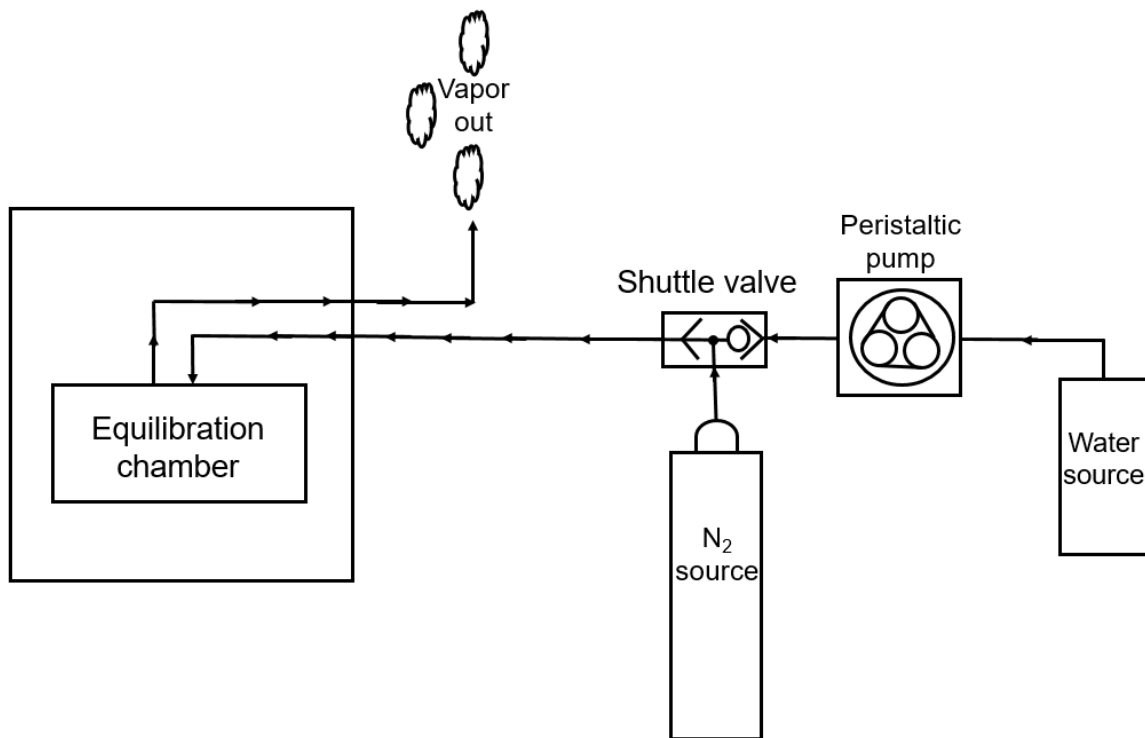 Vapor
out
Peristaltic
pump
Shuttle valve
Equilibration
chamber
Water
source
N₂
source